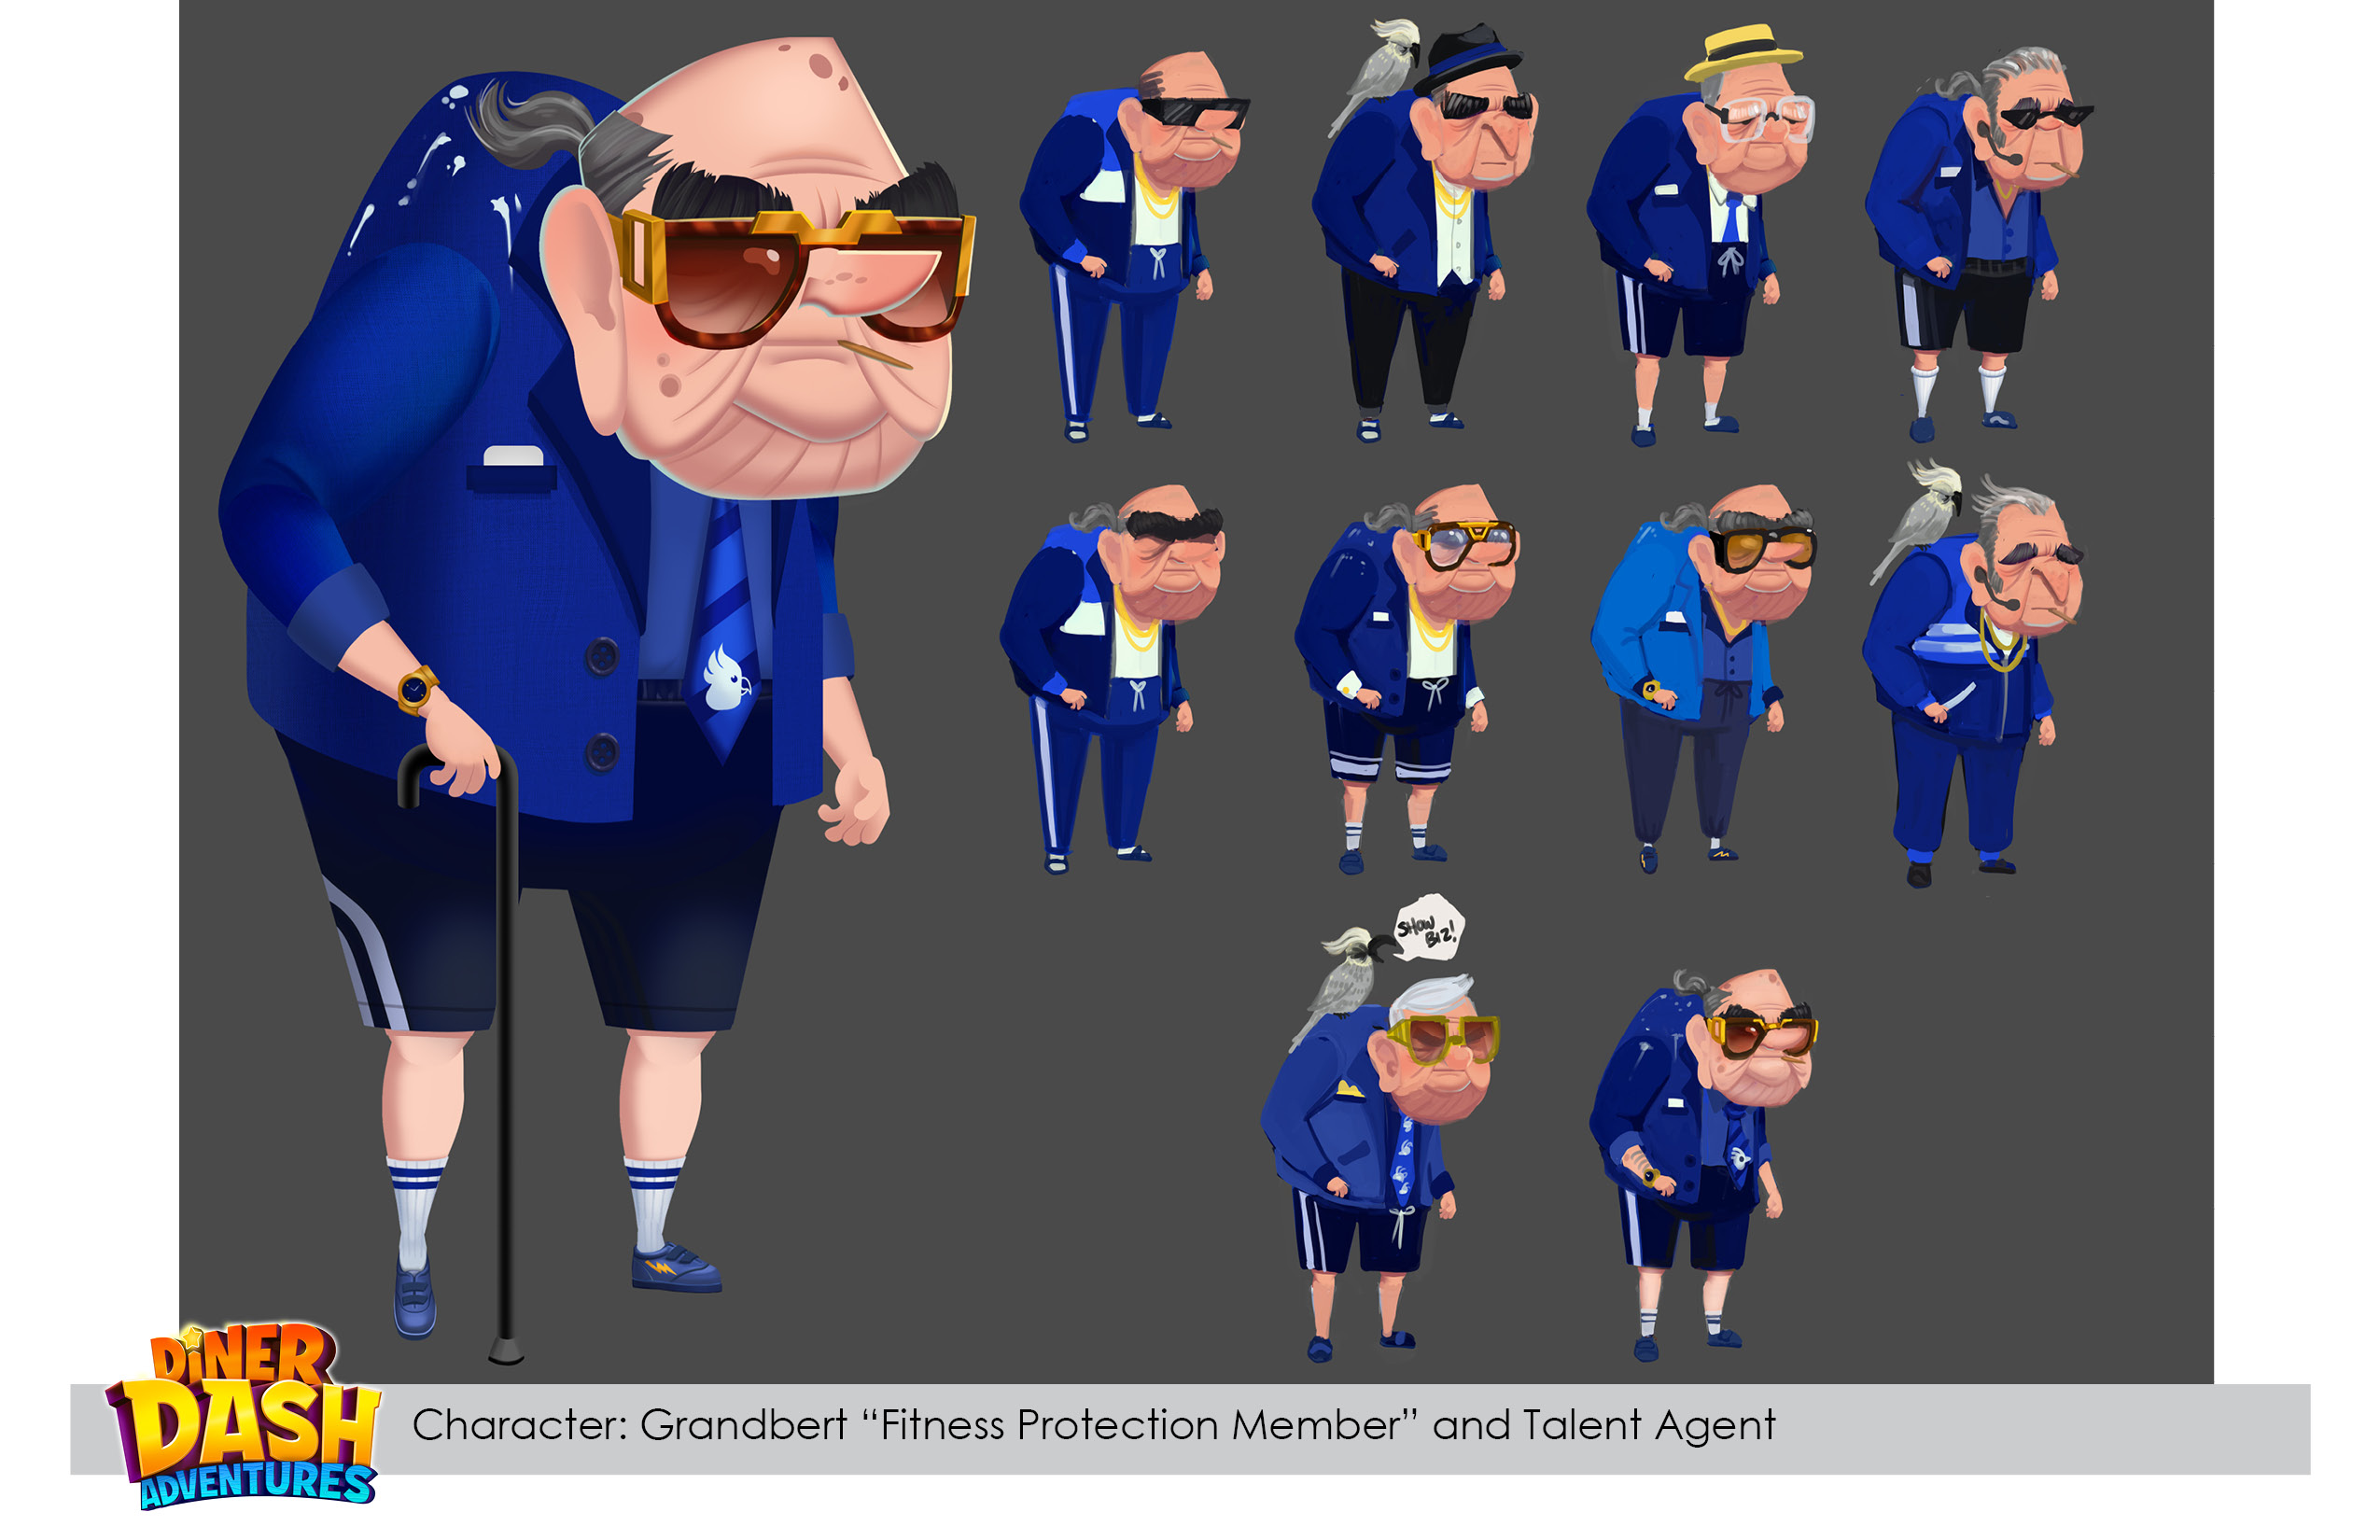 SHOW
BIZ!
DINER
DASH
ADVENTURES
Character: Grandbert “Fitness Protection Member” and Talent Agent